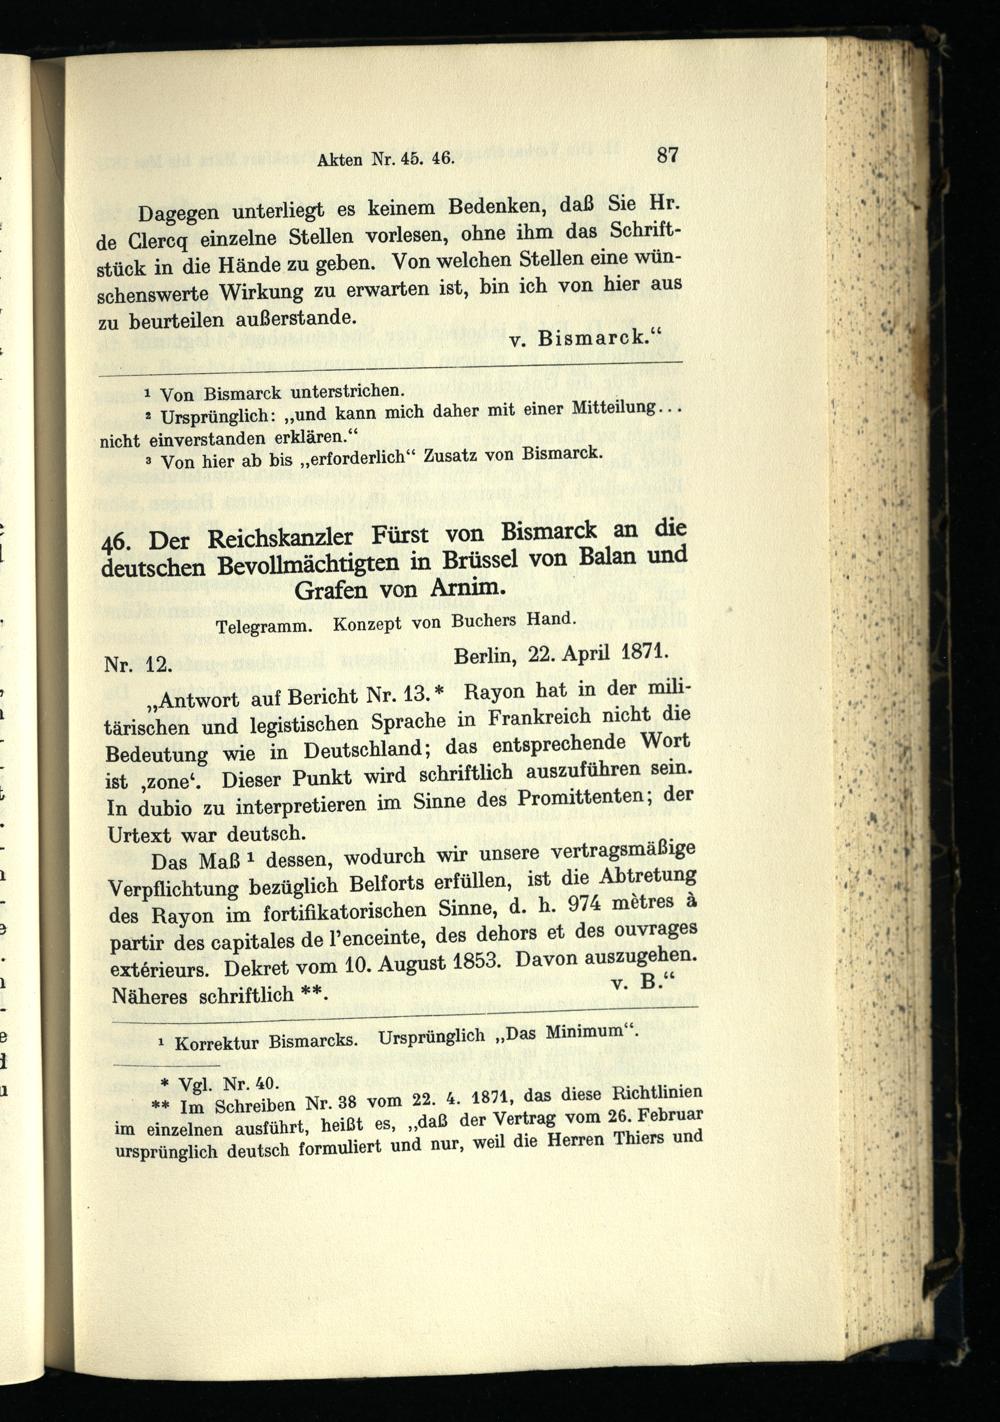 Akten Nr. 45. 46. 87
Dagegen unterliegt es keinem Bedenken, daß Sie Hr.
de Clercq einzelne Stellen vorlesen, ohne ihm das Schrift-
stück in die Hände zu geben. Von welchen Stellen eine wün-
schenswerte Wirkung zu erwarten ist, bin ich von hier aus
zu beurteilen außerstande.
v. Bismarck.“
¹ Von Bismarck unterstrichen.
² Ursprünglich: „und kann mich daher mit einer Mitteilung...
nicht einverstanden erklären.“
³ Von hier ab bis „erforderlich“ Zusatz von Bismarck.
46. Der Reichskanzler Fürst von Bismarck an die
deutschen Bevollmächtigten in Brüssel von Balan und
Grafen von Arnim.
Telegramm. Konzept von Buchers Hand.
Nr. 12. Berlin, 22. April 1871.
„Antwort auf Bericht Nr. 13.* Rayon hat in der mili-
tärischen und legistischen Sprache in Frankreich nicht die
Bedeutung wie in Deutschland; das entsprechende Wort
ist ‚zone‘. Dieser Punkt wird schriftlich auszuführen sein.
In dubio zu interpretieren im Sinne des Promittenten; der
Urtext war deutsch.
Das Maß ¹ dessen, wodurch wir unsere vertragsmäßige
Verpflichtung bezüglich Belforts erfüllen, ist die Abtretung
des Rayon im fortifikatorischen Sinne, d. h. 974 mètres à
partir des capitales de l’enceinte, des dehors et des ouvrages
extérieurs. Dekret vom 10. August 1853. Davon auszugehen.
Näheres schriftlich **. v. B.“
¹ Korrektur Bismarcks. Ursprünglich „Das Minimum“.
* Vgl. Nr. 40.
** Im Schreiben Nr. 38 vom 22. 4. 1871, das diese Richtlinien
im einzelnen ausführt, heißt es, „daß der Vertrag vom 26. Februar
ursprünglich deutsch formuliert und nur, weil die Herren Thiers und